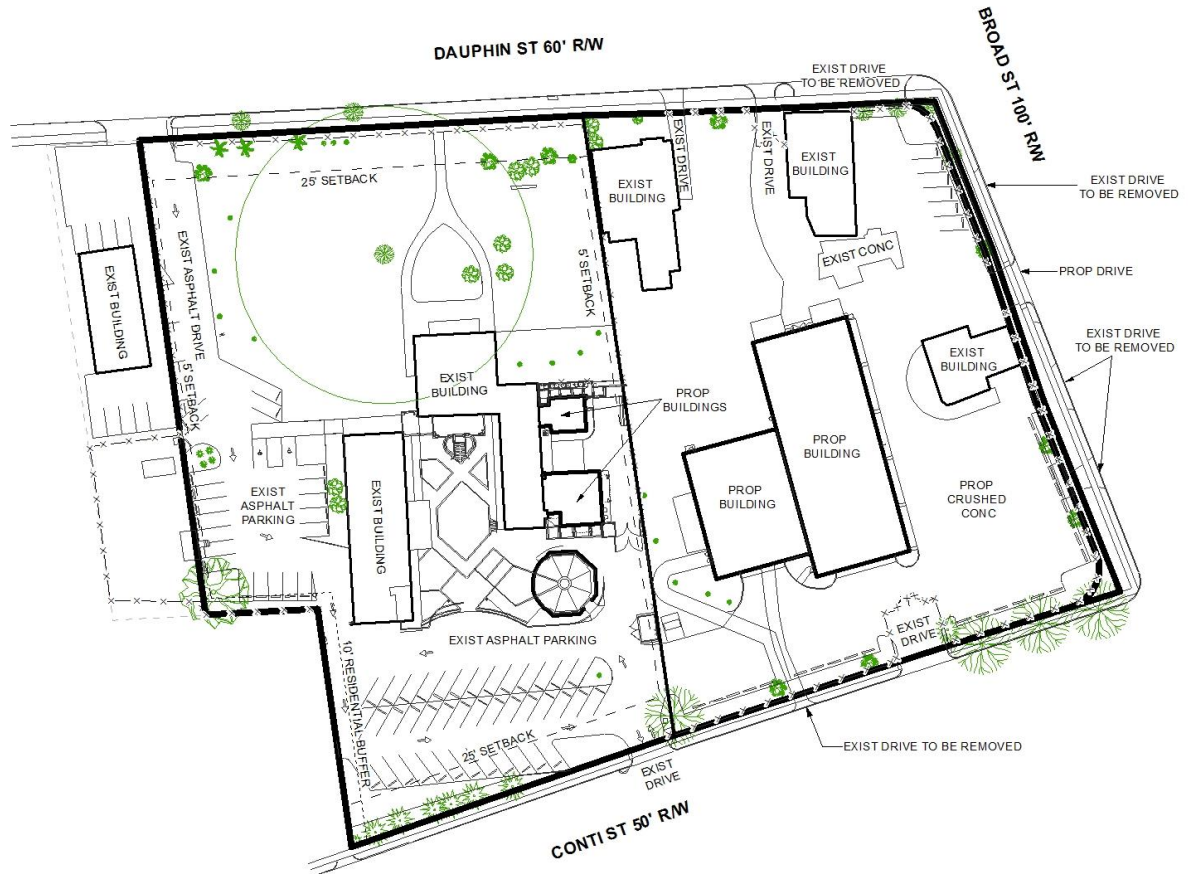 DAUPHIN ST 60' R/W
BROAD ST 100' R/W
EXIST DRIVE
TO BE REMOVED
EXIST DRIVE
EXIST DRIVE
EXIST
BUILDING
EXIST
BUILDING
25' SETBACK
EXIST DRIVE
TO BE REMOVED
5' SETBACK
EXIST CONC
EXIST BUILDING
EXIST ASPHALT DRIVE
PROP DRIVE
5' SETBACK
EXIST
BUILDING
EXIST DRIVE
TO BE REMOVED
EXIST
BUILDING
PROP
BUILDINGS
PROP
BUILDING
PROP
BUILDING
PROP
CRUSHED
CONC
EXIST
ASPHALT
PARKING
EXIST BUILDING
EXIST
DRIVE
EXIST ASPHALT PARKING
10' RESIDENTIAL BUFFER
25' SETBACK
EXIST
DRIVE
EXIST DRIVE TO BE REMOVED
CONTI ST 50' R/W